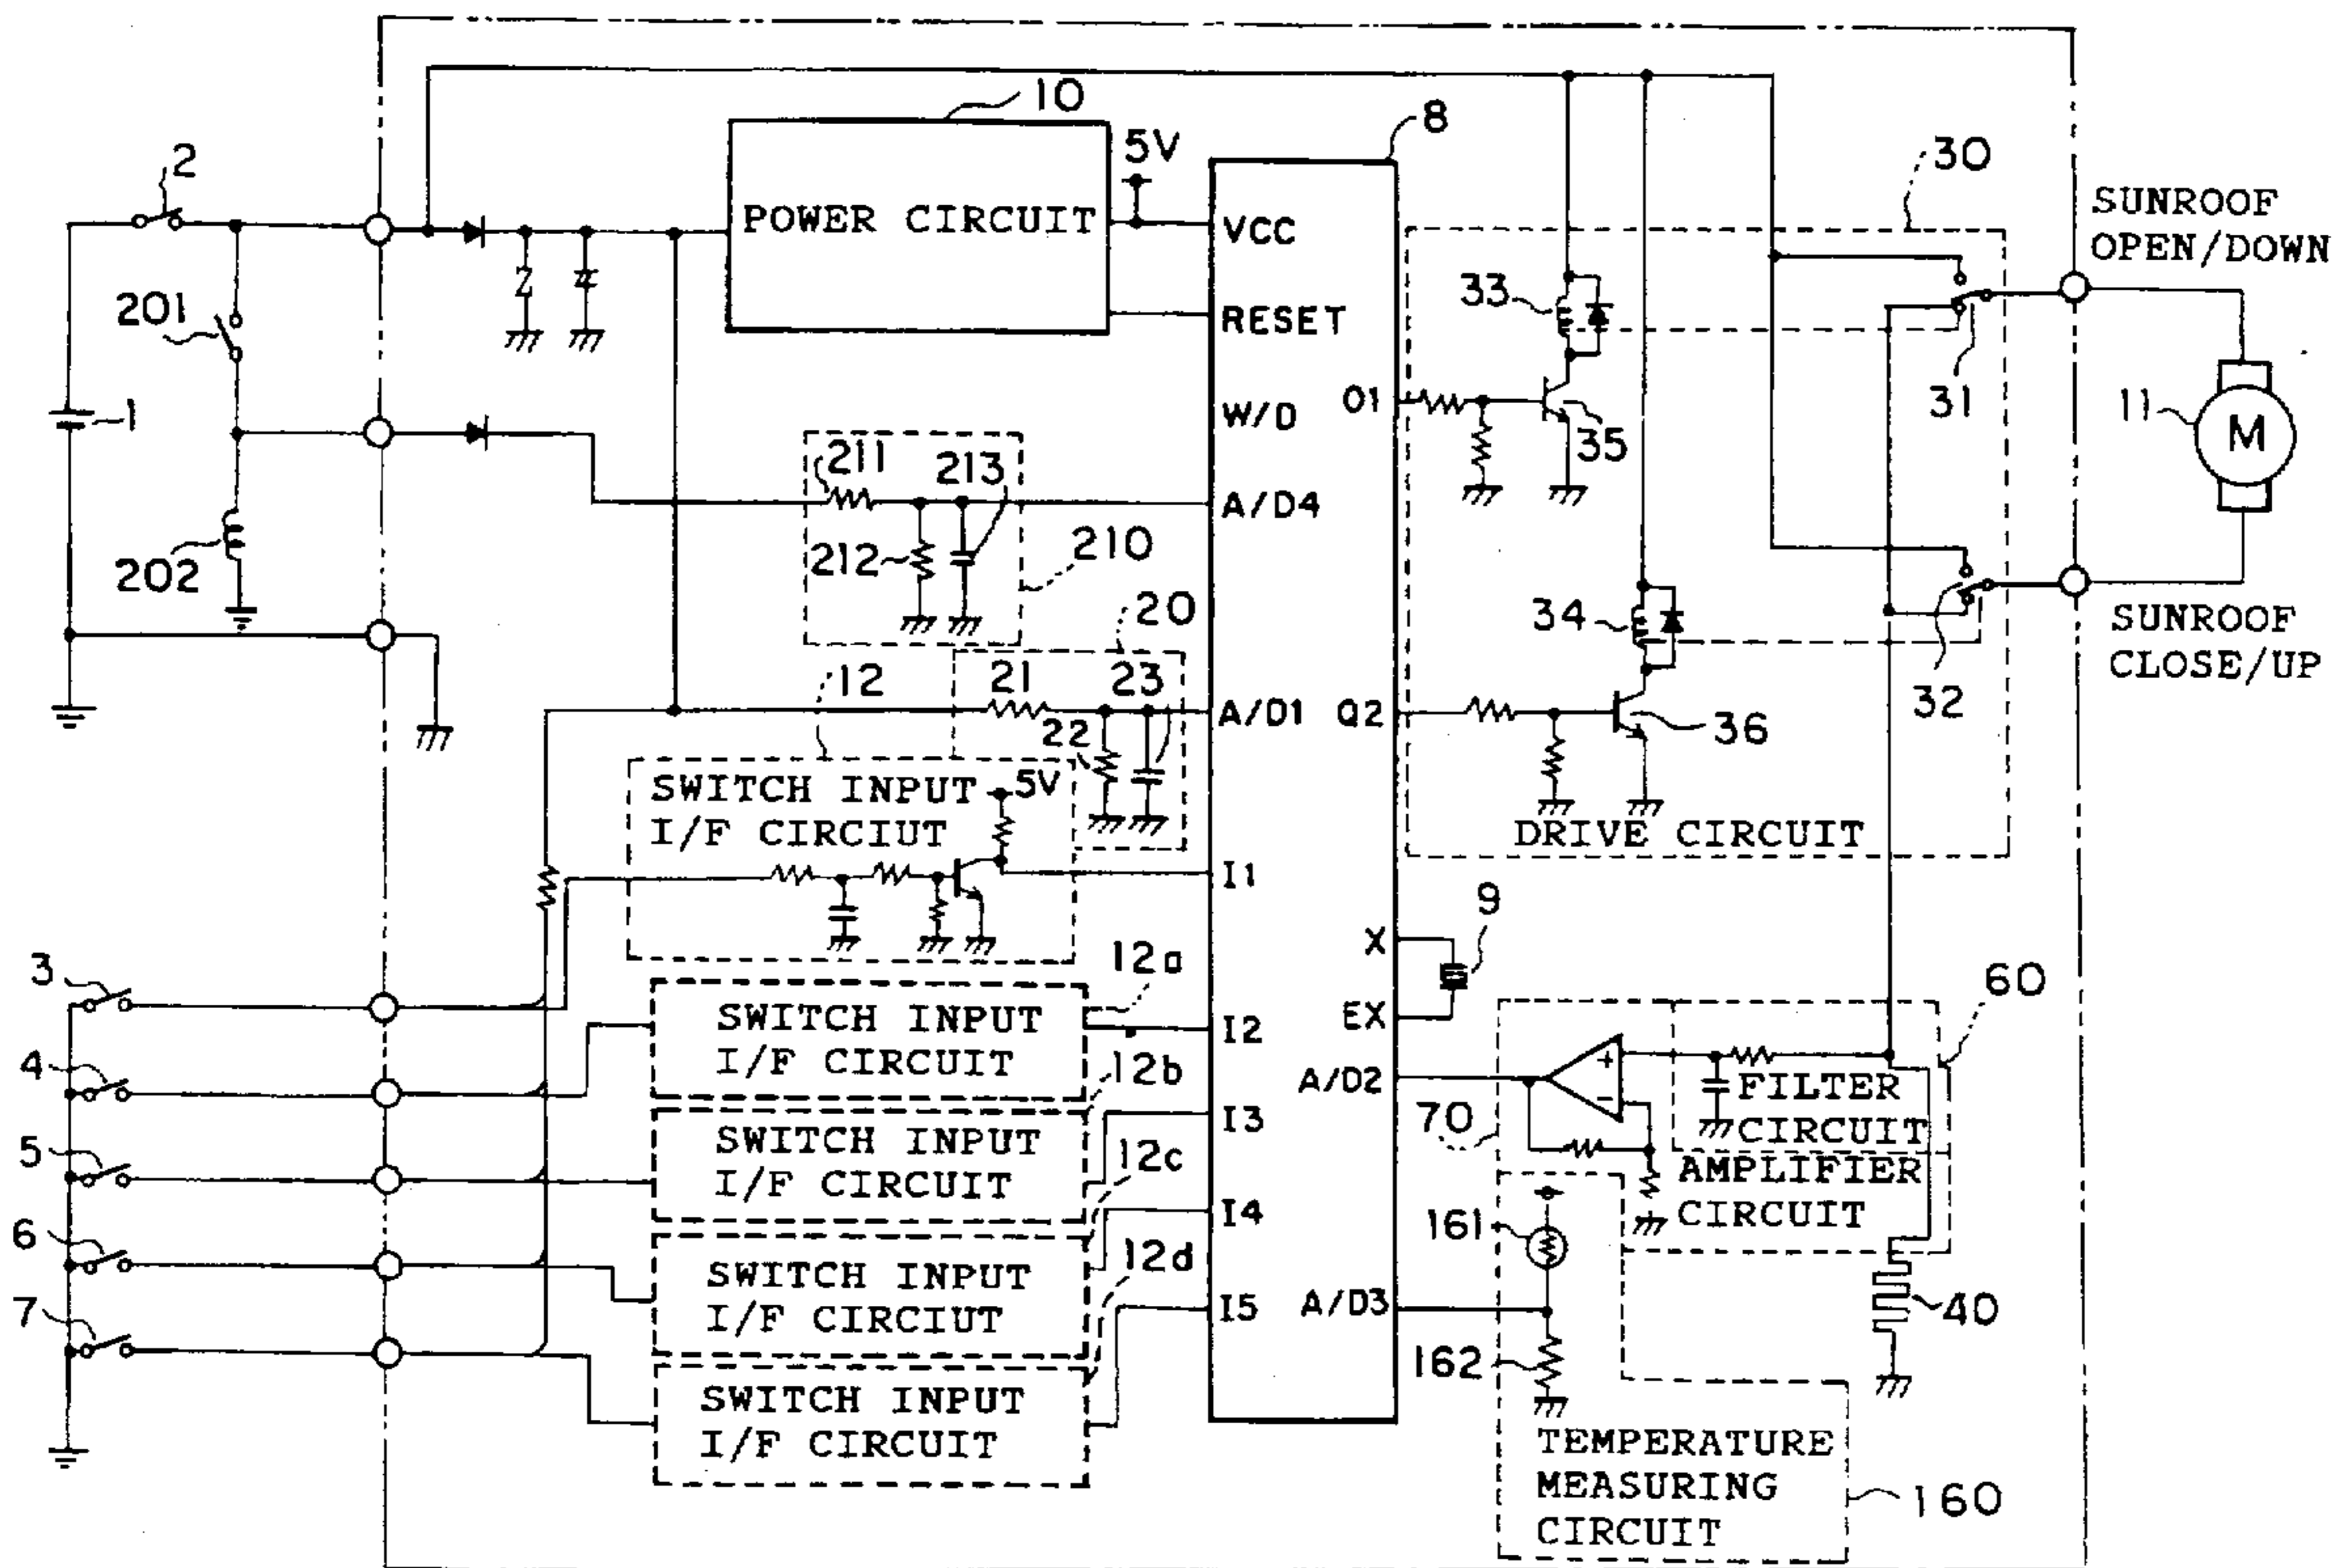 10
8
2
5V
30
SUNROOF
OPEN/DOWN
POWER CIRCUIT
VCC
201
33
RESET
31
11
M
1
W/D
O1
35
211
213
A/D4
212
210
202
20
34
SUNROOF
CLOSE/UP
12
21
23
32
A/D1
Q2
22
36
SWITCH INPUT
I/F CIRCIUT
5V
DRIVE CIRCUIT
I1
9
X
3
12a
60
SWITCH INPUT
I/F CIRCUIT
I2
EX
4
A/D2
12b
FILTER
CIRCUIT
70
I3
SWITCH INPUT
I/F CIRCUIT
5
12c
AMPLIFIER
CIRCUIT
I4
161
6
12d
SWITCH INPUT
I/F CIRCIUT
I5
A/D3
40
7
162
SWITCH INPUT
I/F CIRCUIT
TEMPERATURE
MEASURING
CIRCUIT
160